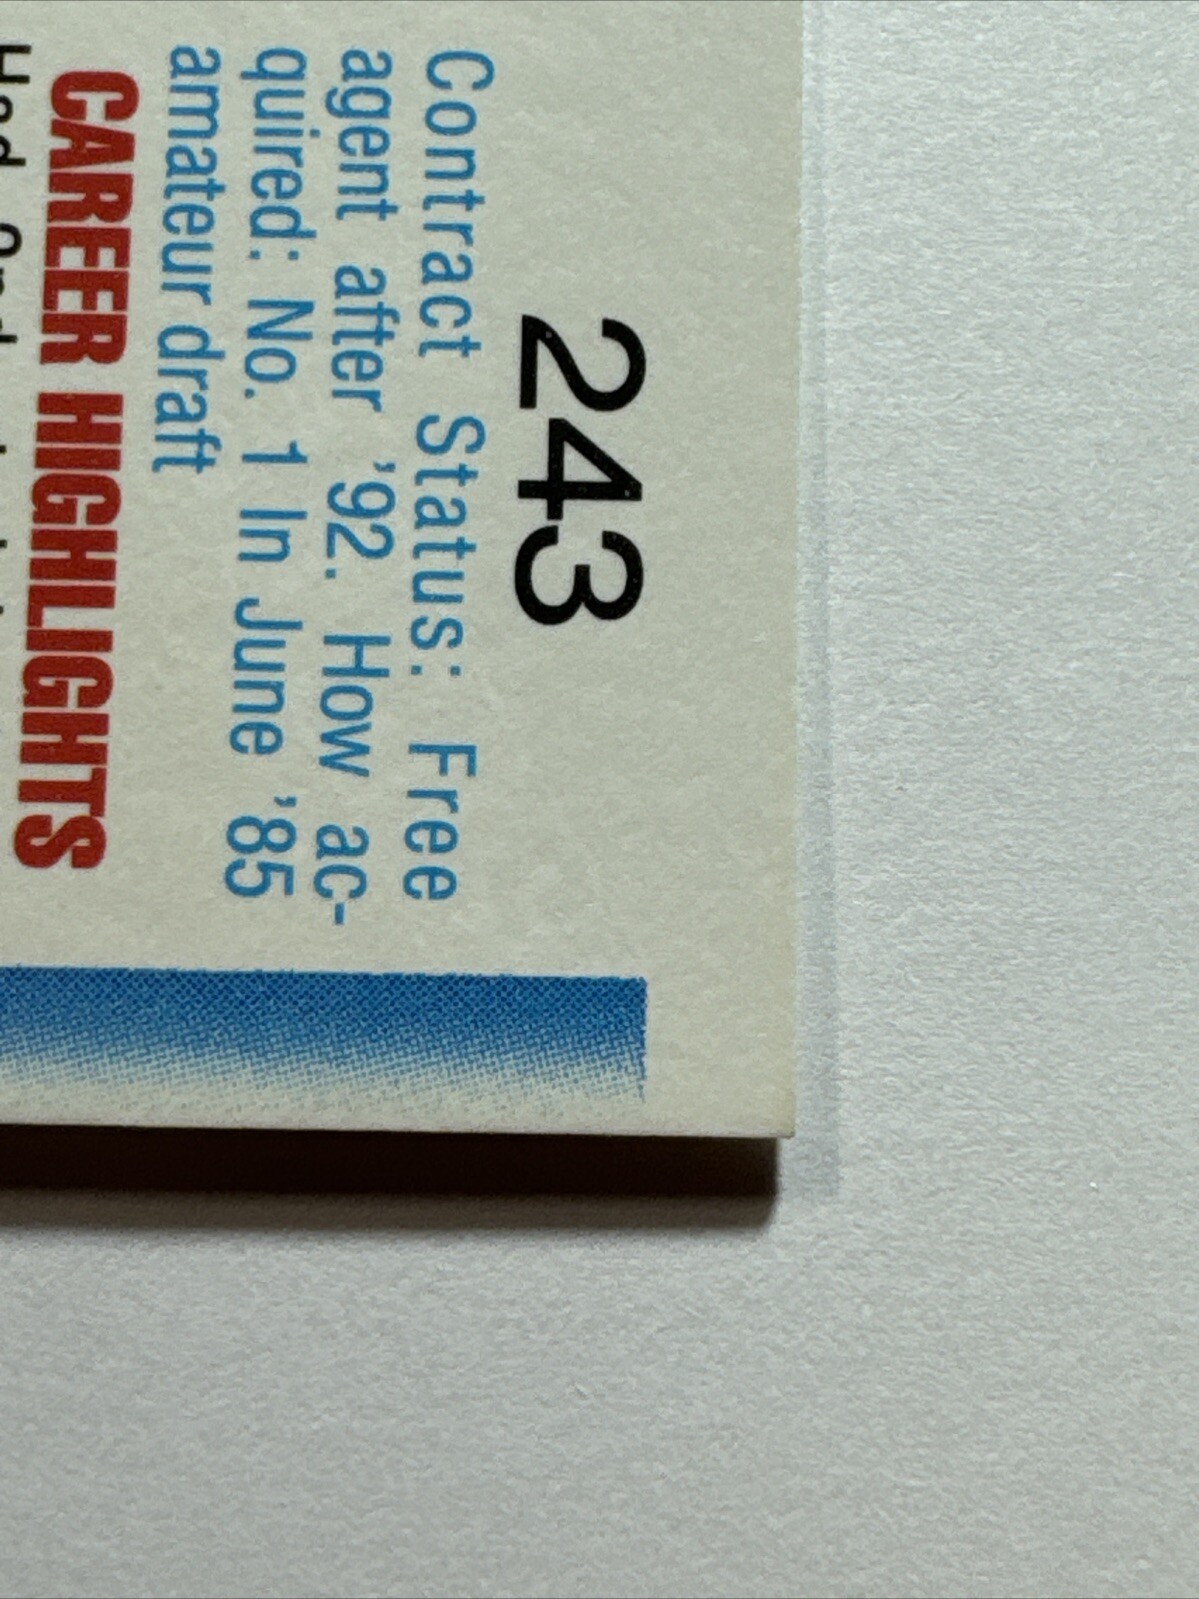 243
Contract Status: Free
agent after '92. How ac-
quired: No. 1 In June '85
amateur draft
CAREER HIGHLIGHTS